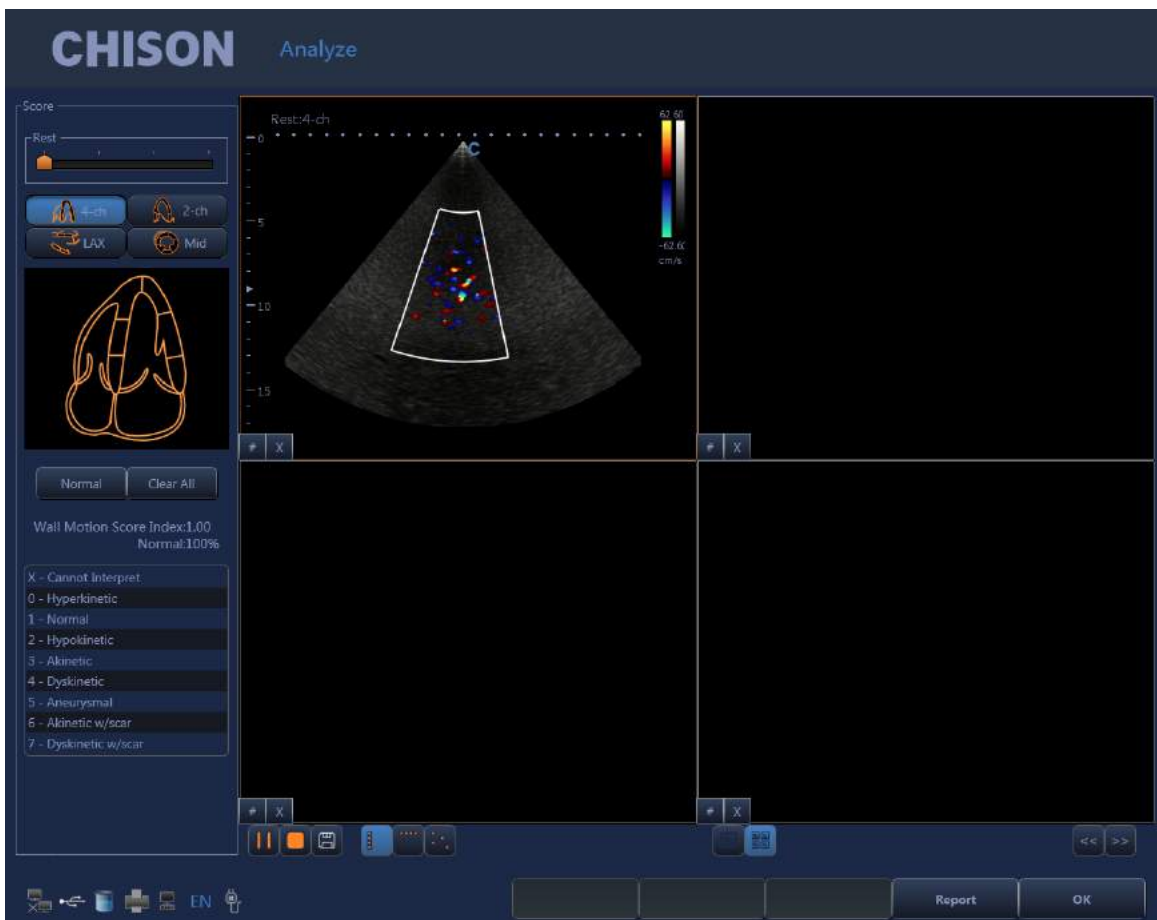 CHISON
Analyze
Score
Rest
4-ch
2-ch
LAX
Mid
Normal
Clear All
Wall Motion Score Index:1.00
Normal:100%
X - Cannot Interpret
0 - Hyperkinetic
1 - Normal
2 - Hypokinetic
3 - Akinetic
4 - Dyskinetic
5 - Aneurysmal
6 - Akinetic w/scar
7 - Dyskinetic w/scar
Rest:4-ch
C
0
5
10
15
62.60
-62.60
cm/s
# X
# X
# X
# X
<< >>
EN
Report
OK